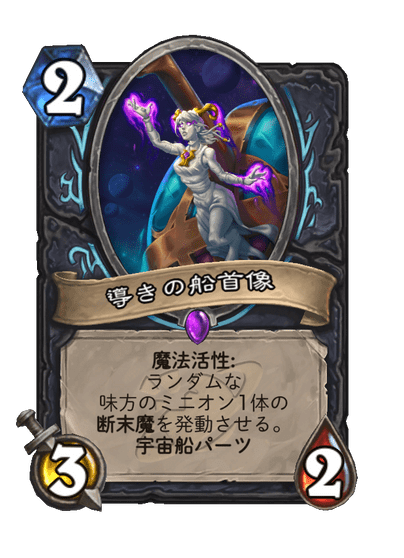 2
導きの船首像
魔法活性:
ランダムな
味方のミニオン1体の
断末魔を発動させる。
宇宙船パーツ
3
2